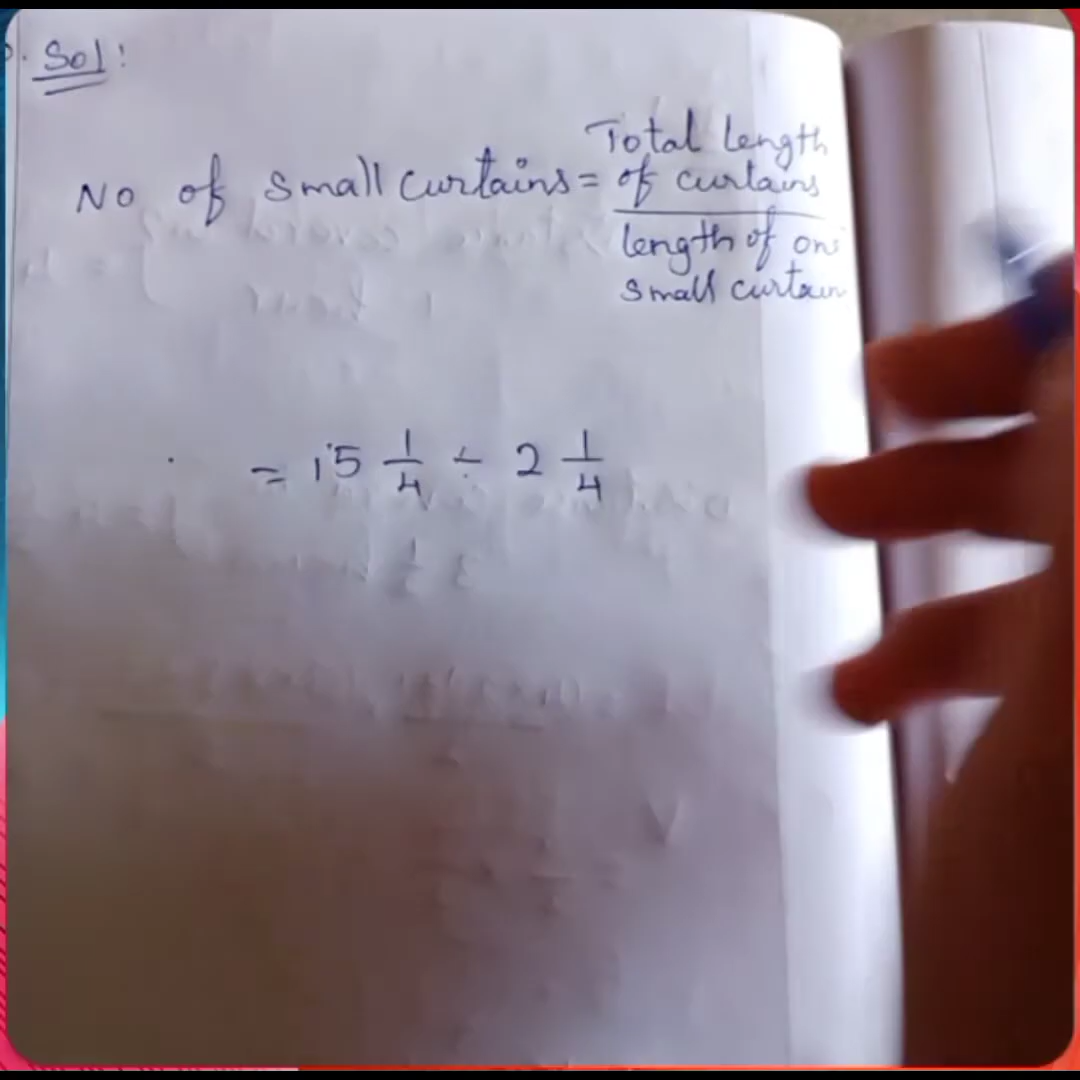 Sol:
Total Length
No of small curtains = of curtains
length of one
small curtain
= 15 1/4 ÷ 2 1/4